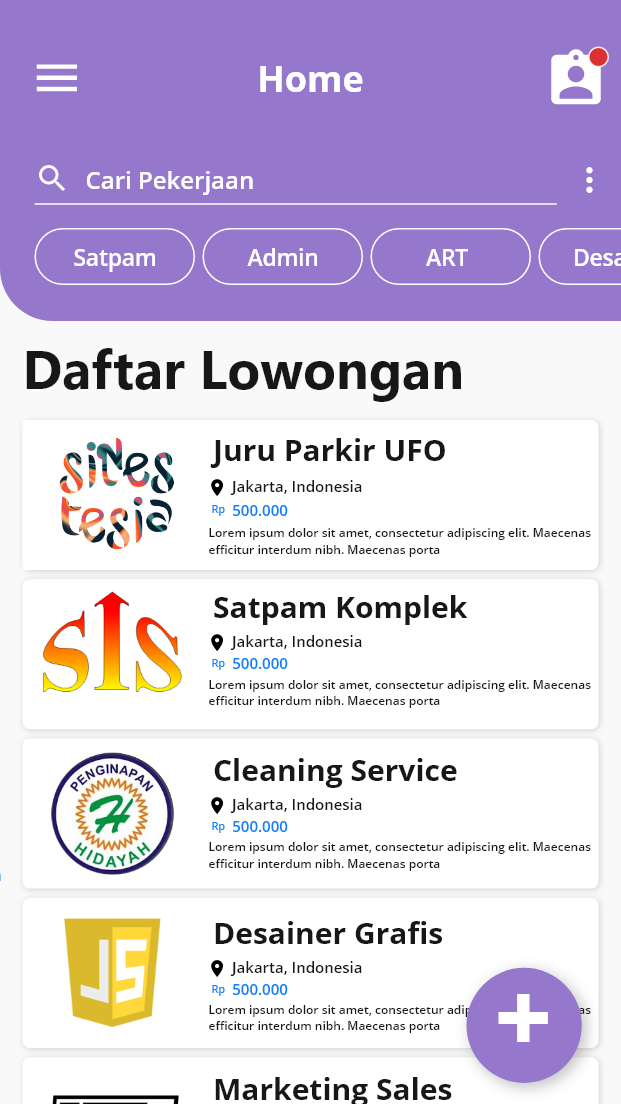 Home
Cari Pekerjaan
Satpam
Admin
ART
Desa
Daftar Lowongan
sines
tesia
Juru Parkir UFO
Jakarta, Indonesia
Rp 500.000
Lorem ipsum dolor sit amet, consectetur adipiscing elit. Maecenas
efficitur interdum nibh. Maecenas porta
sis
Satpam Komplek
Jakarta, Indonesia
Rp 500.000
Lorem ipsum dolor sit amet, consectetur adipiscing elit. Maecenas
efficitur interdum nibh. Maecenas porta
PENGINAPAN
H
HIDAYAH
Cleaning Service
Jakarta, Indonesia
Rp 500.000
Lorem ipsum dolor sit amet, consectetur adipiscing elit. Maecenas
efficitur interdum nibh. Maecenas porta
JS
Desainer Grafis
Jakarta, Indonesia
Rp 500.000
Lorem ipsum dolor sit amet, consectetur adip as
efficitur interdum nibh. Maecenas porta
Marketing Sales